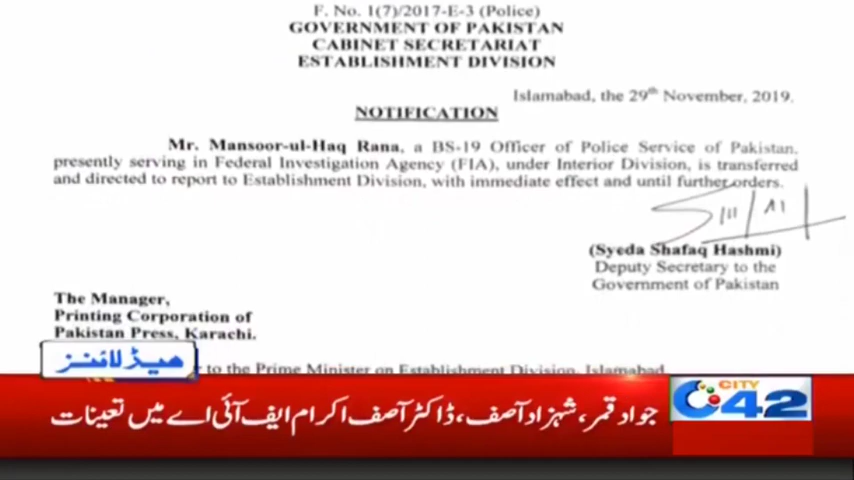 F. No. 1(7)/2017-E-3 (Police)
GOVERNMENT OF PAKISTAN
CABINET SECRETARIAT
ESTABLISHMENT DIVISION
Islamabad, the 29th November, 2019.
NOTIFICATION
Mr. Mansoor-ul-Haq Rana, a BS-19 Officer of Police Service of Pakistan,
presently serving in Federal Investigation Agency (FIA), under Interior Division, is transferred
and directed to report to Establishment Division, with immediate effect and until further orders.
(Syeda Shafaq Hashmi)
Deputy Secretary to the
Government of Pakistan
The Manager,
Printing Corporation of
Pakistan Press, Karachi.
to the Prime Minister on Establishment Division, Islamabad
ہیڈلائنز
جواد قمر، شہزاد آصف، ڈاکٹر آصف اکرام ایف آئی اے میں تعینات
CITY
42